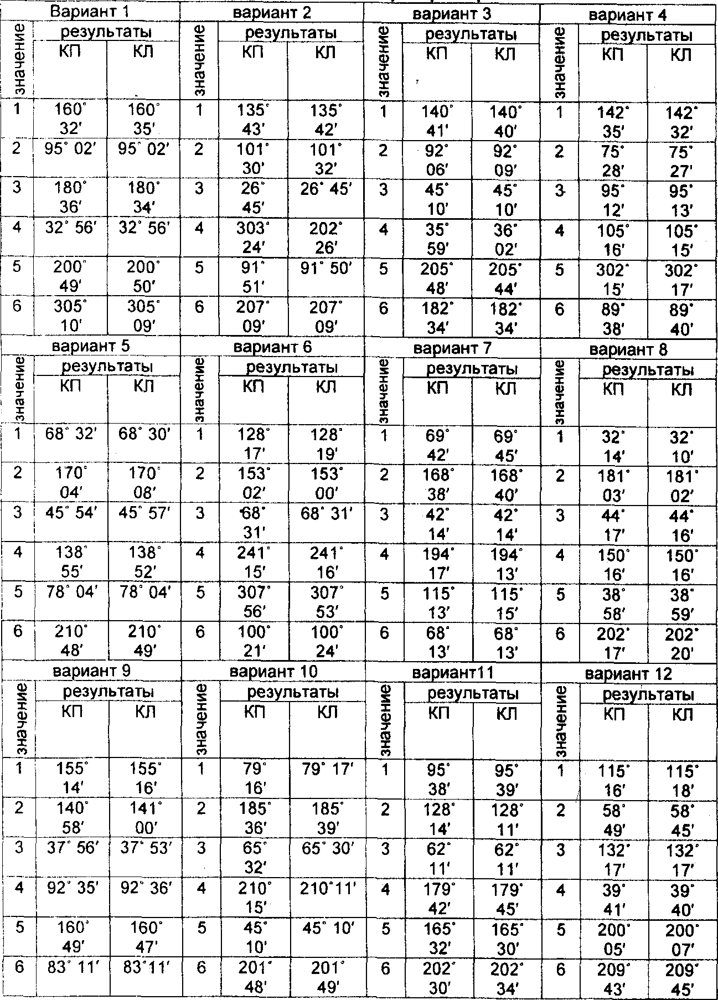 Вариант 1 вариант 2 вариант 3 вариант 4
значение результаты значение результаты значение результаты значение результаты
КП КЛ КП КЛ КП КЛ КП КЛ
1 160° 160° 1 135° 135° 1 140° 140° 1 142° 142°
32′ 35′ 43′ 42′ 41′ 40′ 35′ 32′
2 95° 02′ 95° 02′ 2 101° 101° 2 92° 92° 2 75° 75°
30′ 32′ 06′ 09′ 28′ 27′
3 180° 180° 3 26° 26° 45′ 3 45° 45° 3 95° 95°
36′ 34′ 45′ 10′ 10′ 12′ 13′
4 32° 56′ 32° 56′ 4 303° 202° 4 35° 36° 4 105° 105°
24′ 26′ 59′ 02′ 16′ 15′
5 200° 200° 5 91° 91° 50′ 5 205° 205° 5 302° 302°
49′ 50′ 51′ 48′ 44′ 15′ 17′
6 305° 305° 6 207° 207° 6 182° 182° 6 89° 89°
10′ 09′ 09′ 09′ 34′ 34′ 38′ 40′
вариант 5 вариант 6 вариант 7 вариант 8
значение результаты значение результаты значение результаты значение результаты
КП КЛ КП КЛ КП КЛ КП КЛ
1 68° 32′ 68° 30′ 1 128° 128° 1 69° 69° 1 32° 32°
17′ 19′ 42′ 45′ 14′ 10′
2 170° 170° 2 153° 153° 2 168° 168° 2 181° 181°
04′ 08′ 02′ 00′ 38′ 40′ 03′ 02′
3 45° 54′ 45° 57′ 3 68° 68° 31′ 3 42° 42° 3 44° 44°
31′ 14′ 14′ 17′ 16′
4 138° 138° 4 241° 241° 4 194° 194° 4 150° 150°
55′ 52′ 15′ 16′ 17′ 13′ 16′ 16′
5 78° 04′ 78° 04′ 5 307° 307° 5 115° 115° 5 38° 38°
56′ 53′ 13′ 15′ 58′ 59′
6 210° 210° 6 100° 100° 6 68° 68° 6 202° 202°
48′ 49′ 21′ 24′ 13′ 13′ 17′ 20′
вариант 9 вариант 10 вариант11 вариант 12
значение результаты значение результаты значение результаты значение результаты
КП КЛ КП КЛ КП КЛ КП КЛ
1 155° 155° 1 79° 79° 17′ 1 95° 95° 1 115° 115°
14′ 16′ 16′ 38′ 39′ 16′ 18′
2 140° 141° 2 185° 185° 2 128° 128° 2 58° 58°
58′ 00′ 36′ 39′ 14′ 11′ 49′ 45′
3 37° 56′ 37° 53′ 3 65° 65° 30′ 3 62° 62° 3 132° 132°
32′ 11′ 11′ 17′ 17′
4 92° 35′ 92° 36′ 4 210° 210°11′ 4 179° 179° 4 39° 39°
15′ 42′ 45′ 41′ 40′
5 160° 160° 5 45° 45° 10′ 5 165° 165° 5 200° 200°
49′ 47′ 10′ 32′ 30′ 05′ 07′
6 83° 11′ 83°11′ 6 201° 201° 6 202° 202° 6 209° 209°
48′ 49′ 30′ 34′ 43′ 45′